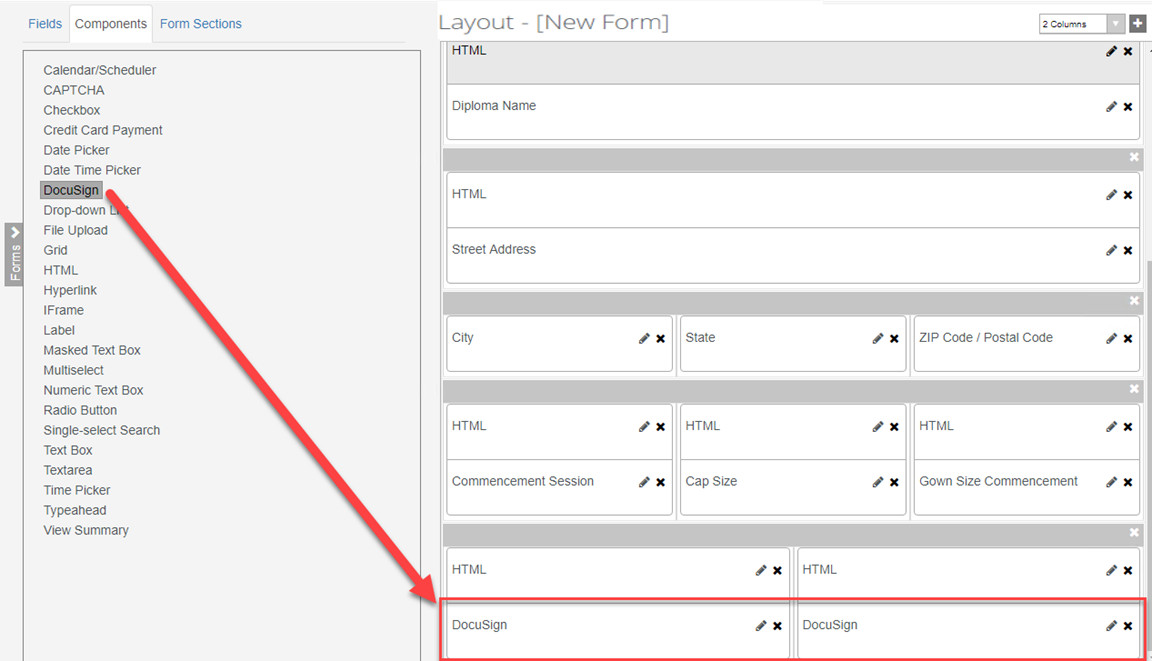 Fields Components Form Sections
Calendar/Scheduler
CAPTCHA
Checkbox
Credit Card Payment
Date Picker
Date Time Picker
DocuSign
Drop-down List
File Upload
Grid
HTML
Hyperlink
IFrame
Label
Masked Text Box
Multiselect
Numeric Text Box
Radio Button
Single-select Search
Text Box
Textarea
Time Picker
Typeahead
View Summary
Forms
Layout - [New Form]
2 Columns
HTML
Diploma Name
HTML
Street Address
City State ZIP Code / Postal Code
HTML HTML HTML
Commencement Session Cap Size Gown Size Commencement
HTML HTML
DocuSign DocuSign